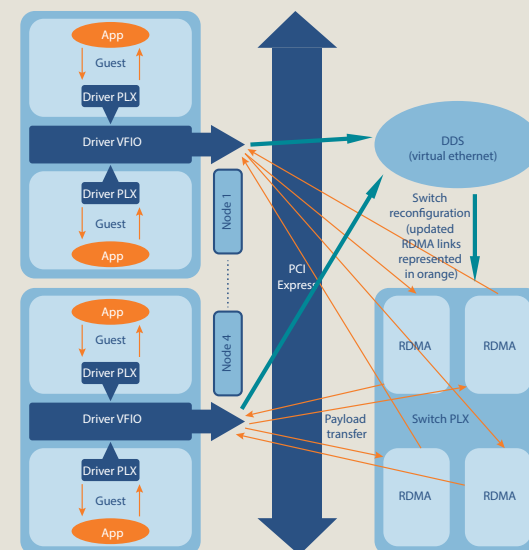 App
Guest
Driver PLX
Driver VFIO
Driver PLX
Guest
App
Node 1
Node 4
App
Guest
Driver PLX
Driver VFIO
Driver PLX
Guest
App
PCI
Express
DDS
(virtual ethernet)
Switch
reconfiguration
(updated
RDMA links
represented
in orange)
RDMA
RDMA
Payload
transfer
Switch PLX
RDMA
RDMA